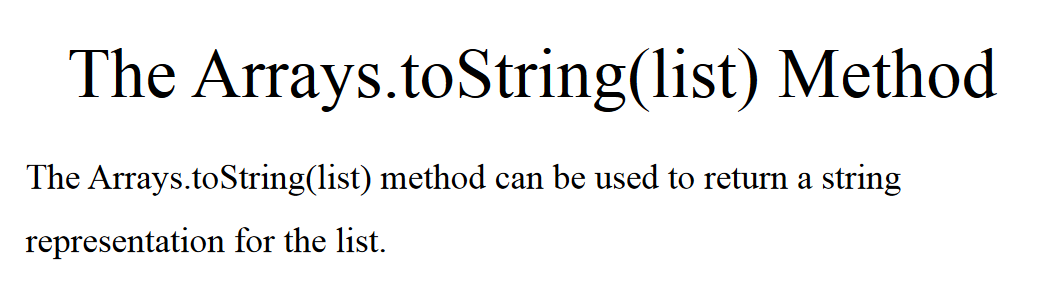 The Arrays.toString(list) Method
The Arrays.toString(list) method can be used to return a string
representation for the list.